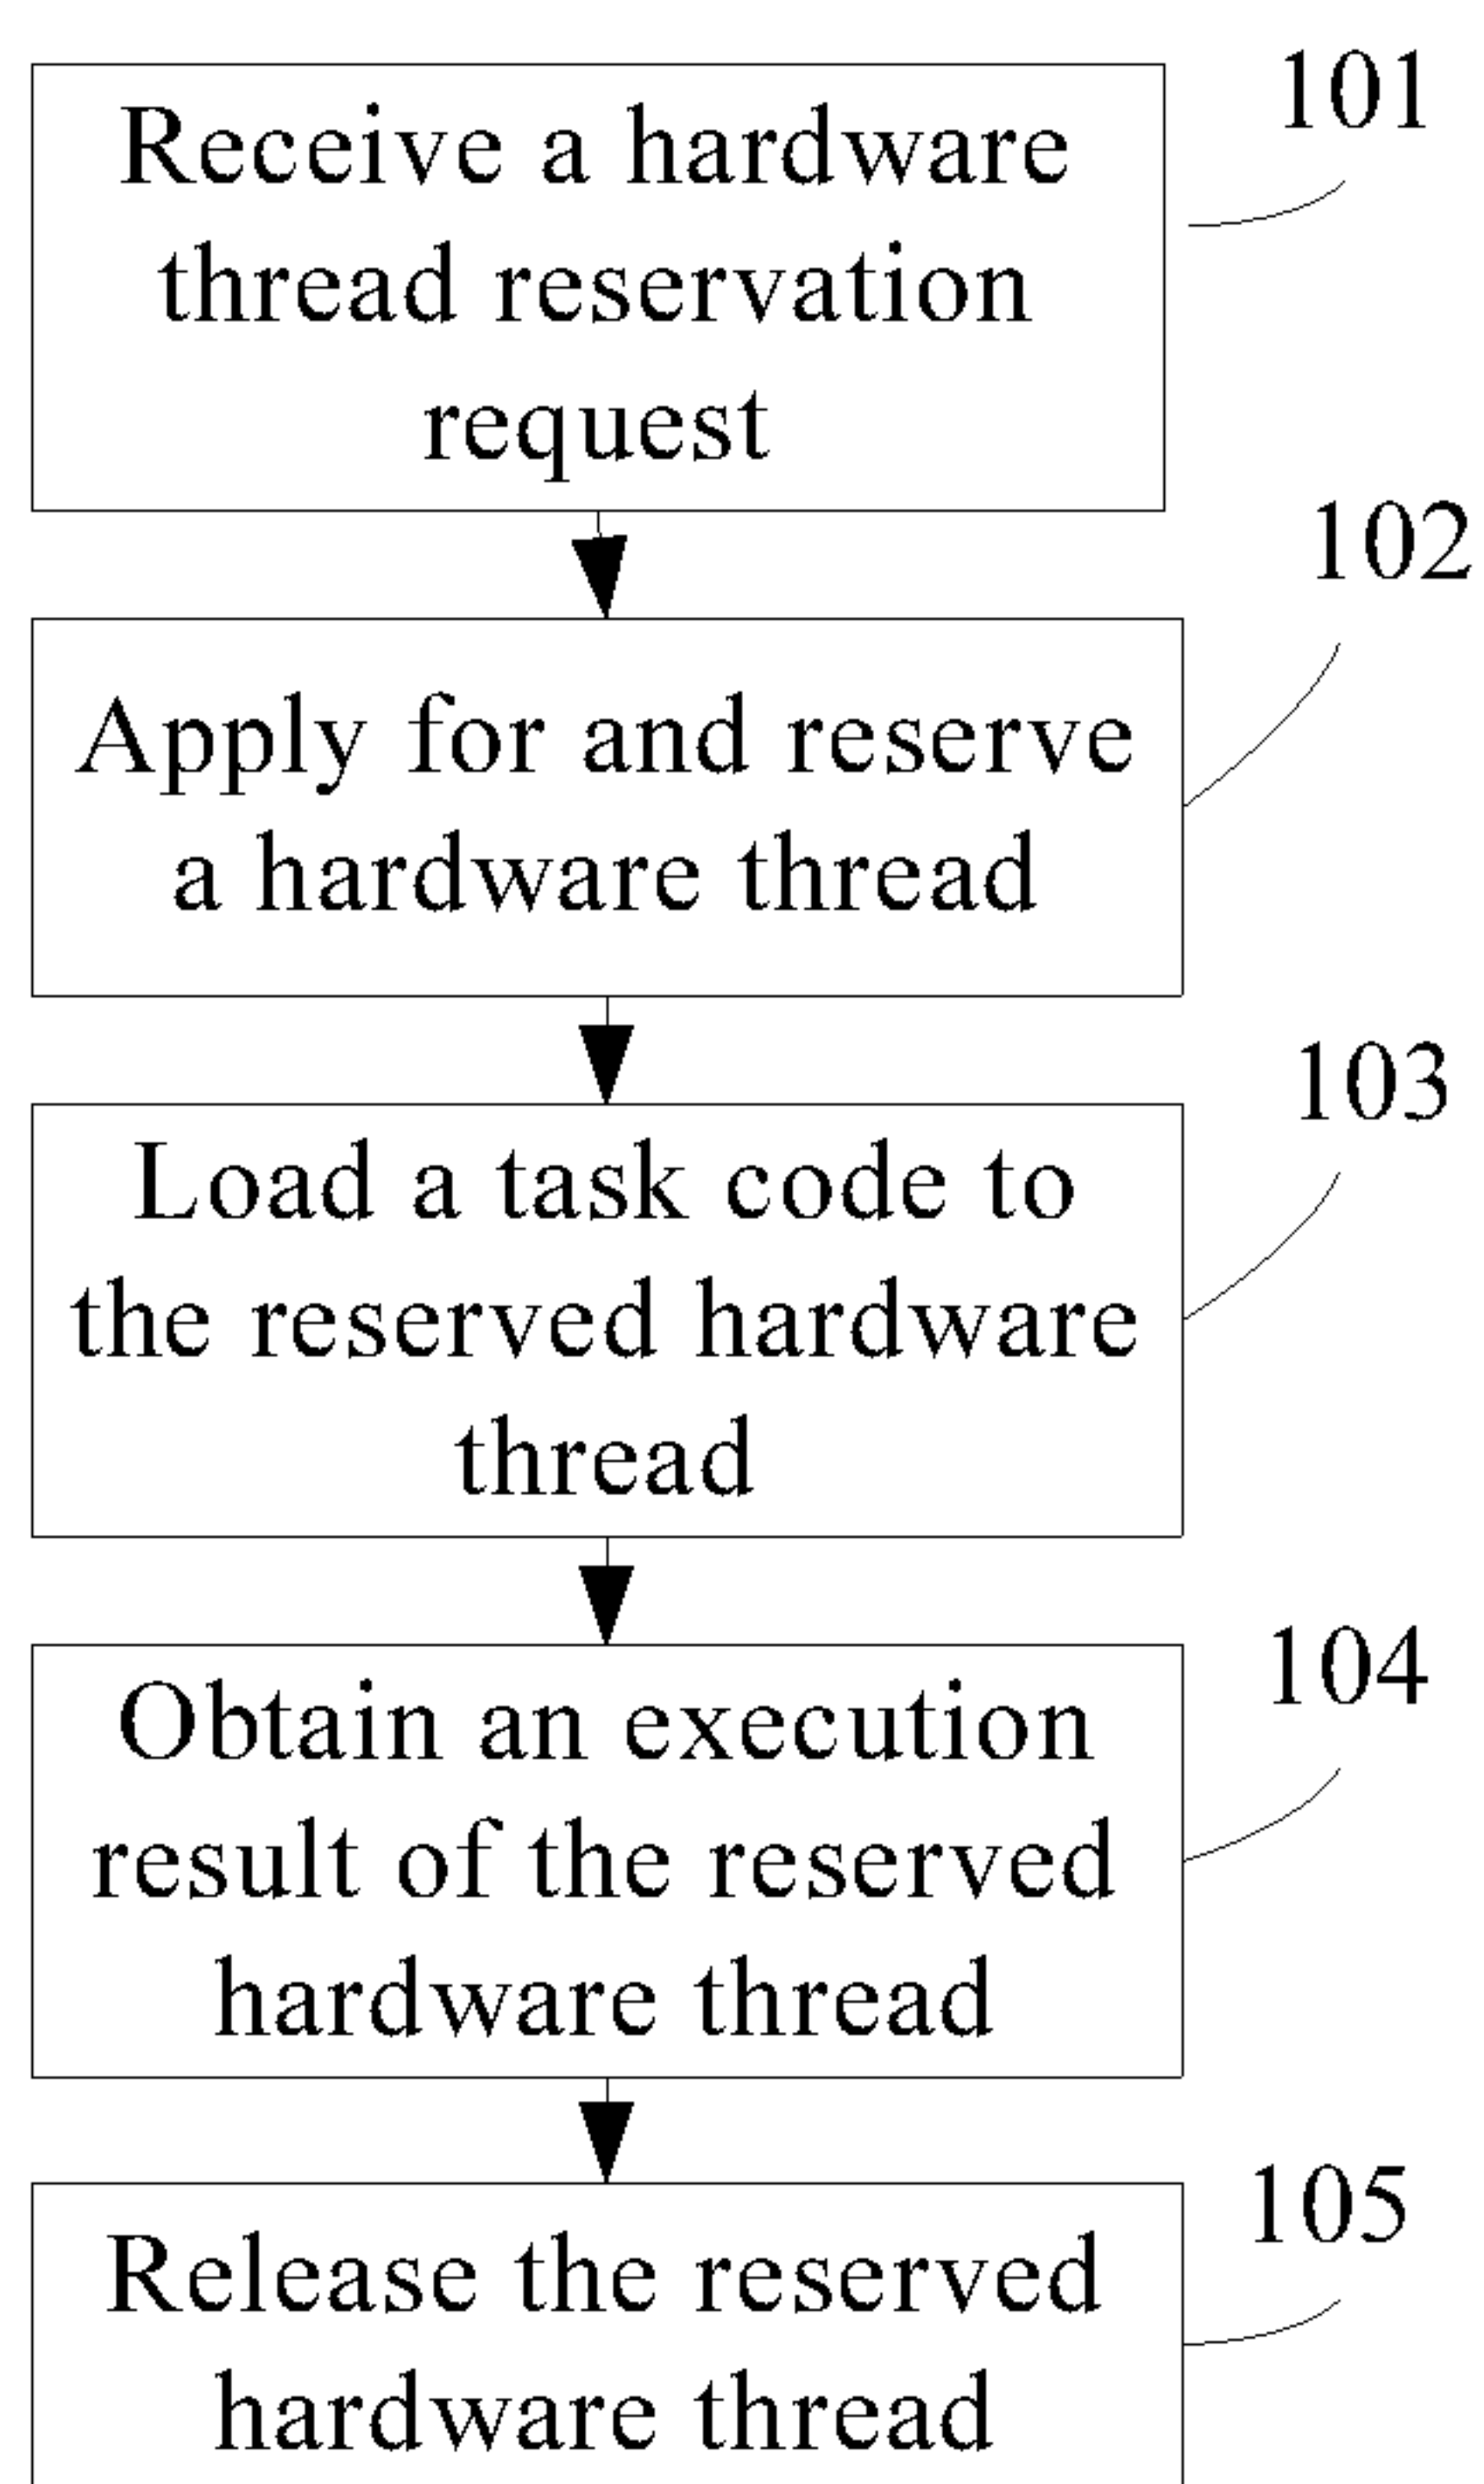 101
Receive a hardware
thread reservation
request
102
Apply for and reserve
a hardware thread
103
Load a task code to
the reserved hardware
thread
104
Obtain an execution
result of the reserved
hardware thread
105
Release the reserved
hardware thread